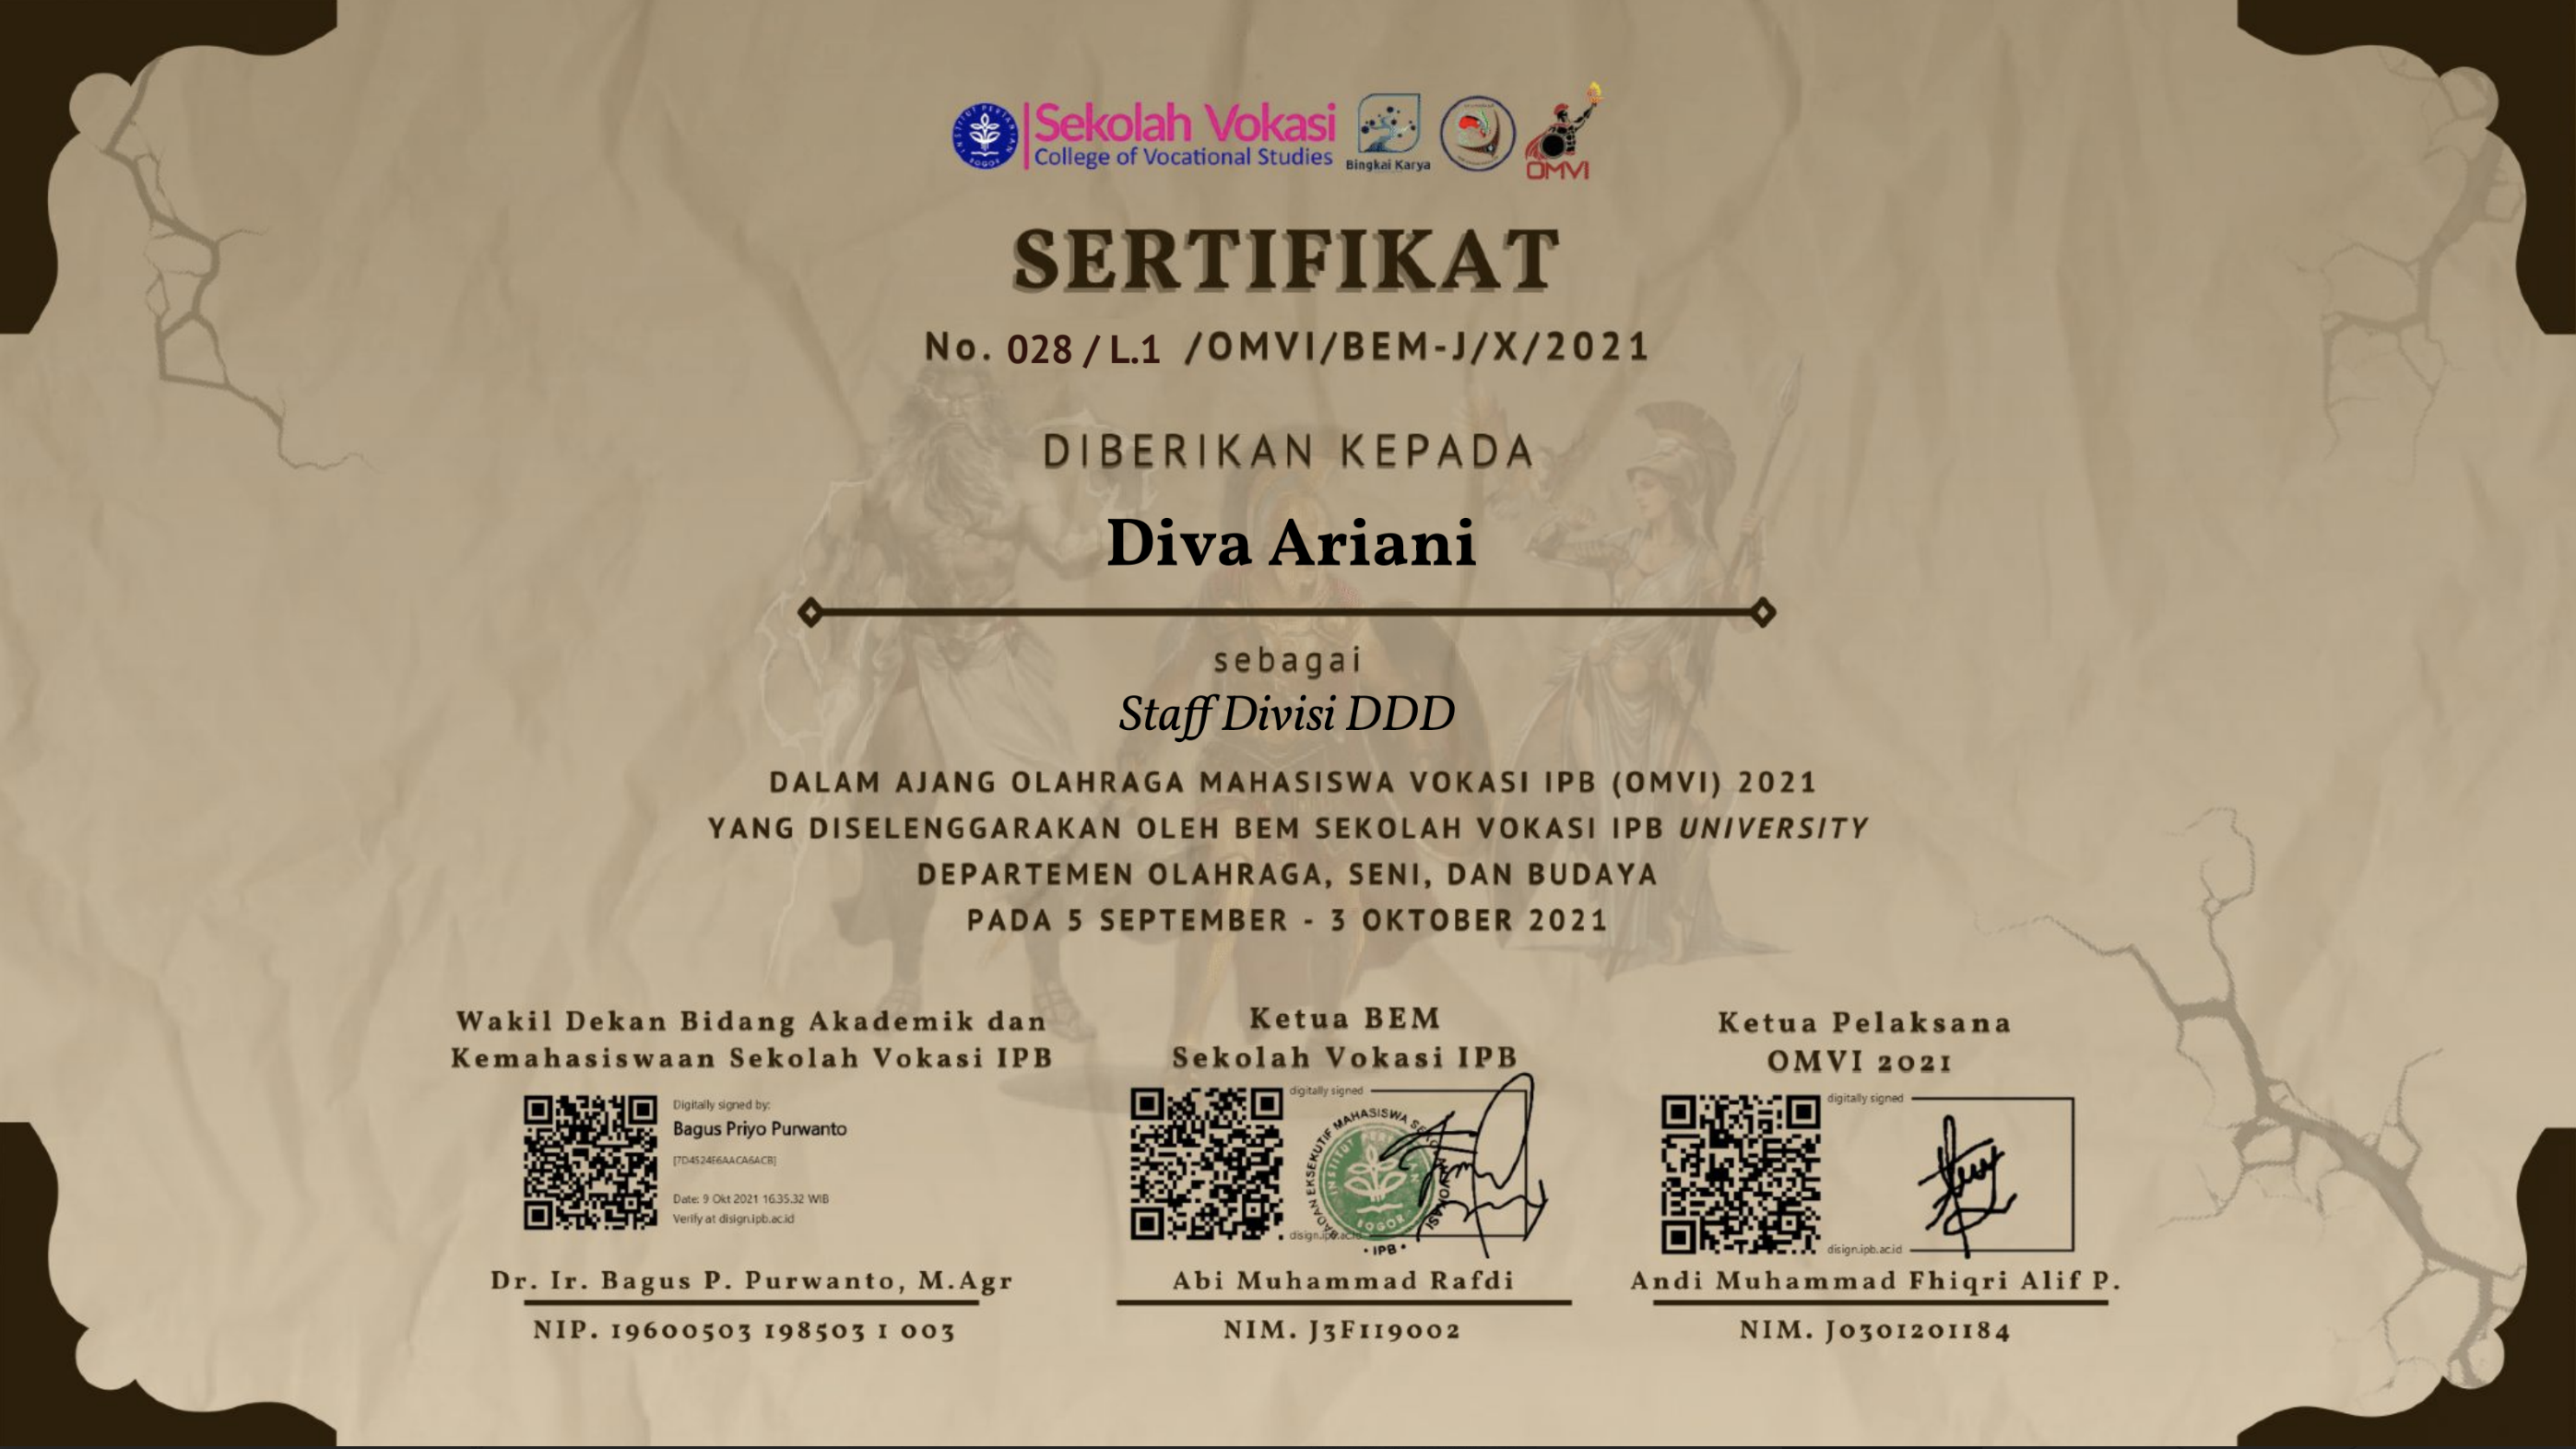 Sekolah Vokasi
College of Vocational Studies
Bingkai Karya
OMVI
SERTIFIKAT
No. 028 / L.1 /OMVI/BEM-J/X/2021
DIBERIKAN KEPADA
Diva Ariani
sebagai
Staff Divisi DDD
DALAM AJANG OLAHRAGA MAHASISWA VOKASI IPB (OMVI) 2021
YANG DISELENGGARAKAN OLEH BEM SEKOLAH VOKASI IPB UNIVERSITY
DEPARTEMEN OLAHRAGA, SENI, DAN BUDAYA
PADA 5 SEPTEMBER - 3 OKTOBER 2021
Wakil Dekan Bidang Akademik dan
Kemahasiswaan Sekolah Vokasi IPB
Digitally signed by:
Bagus Priyo Purwanto
[7D4524F6AACA6ACB]
Date: 9 Okt 2021 16.35.32 WIB
Verify at disign.ipb.ac.id
Dr. Ir. Bagus P. Purwanto, M.Agr
NIP. 19600503 198503 1 003
Ketua BEM
Sekolah Vokasi IPB
digitally signed
BADAN EKSEKUTIF MAHASISWA
INSTITUT
BOGOR
IPB
disign.ipb.ac.id
Abi Muhammad Rafdi
NIM. J3F119002
Ketua Pelaksana
OMVI 2021
digitally signed
disign.ipb.ac.id
Andi Muhammad Fhiqri Alif P.
NIM. J0301201184